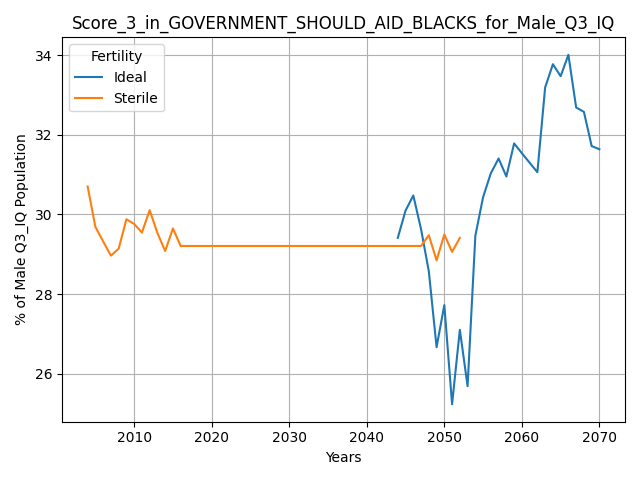 Score_3_in_GOVERNMENT_SHOULD_AID_BLACKS_for_Male_Q3_IQ
Fertility
Ideal
Sterile
% of Male Q3_IQ Population
34
32
30
28
26
2010
2020
2030
2040
2050
2060
2070
Years